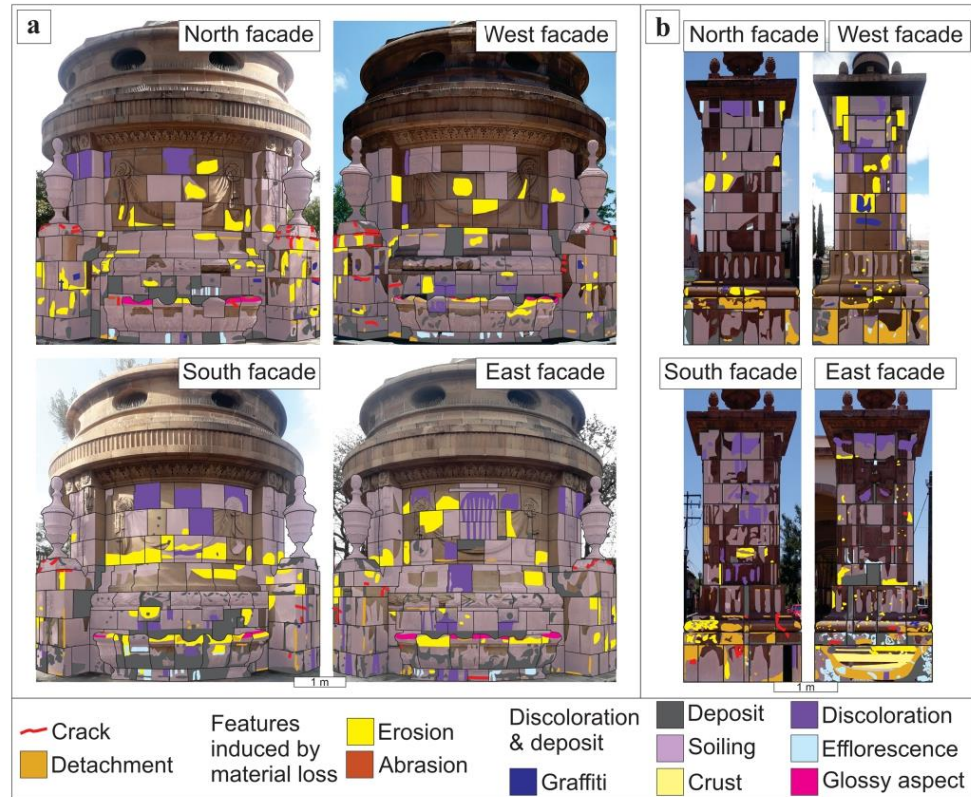 a
North facade
West facade
South facade
East facade
1 m
b
North facade
West facade
South facade
East facade
1 m
Crack
Detachment
Features
induced by
material loss
Erosion
Abrasion
Discoloration
& deposit
Graffiti
Deposit
Soiling
Crust
Discoloration
Efflorescence
Glossy aspect